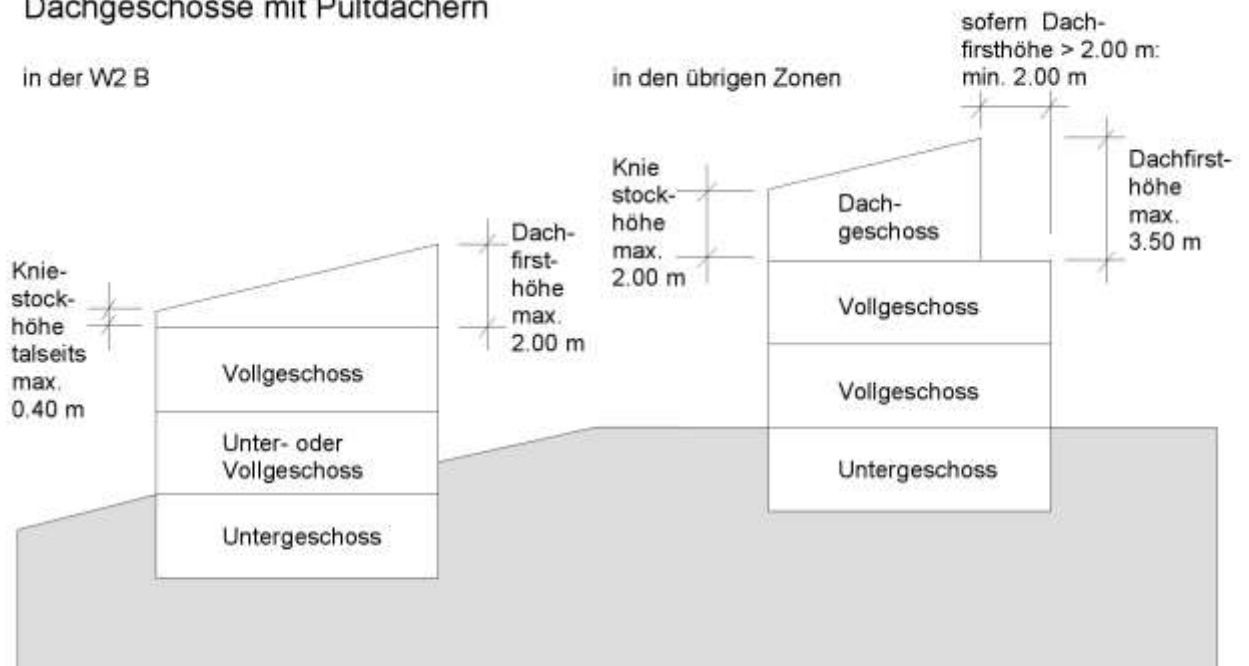 Dachgeschosse mit Pultdächern
in der W2 B
Knie-
stock-
höhe
talseits
max.
0.40 m
Dach-
first-
höhe
max.
2.00 m
Vollgeschoss
Unter- oder
Vollgeschoss
Untergeschoss
in den übrigen Zonen
sofern Dach-
firsthöhe > 2.00 m:
min. 2.00 m
Knie
stock-
höhe
max.
2.00 m
Dach-
geschoss
Dachfirst-
höhe
max.
3.50 m
Vollgeschoss
Vollgeschoss
Untergeschoss